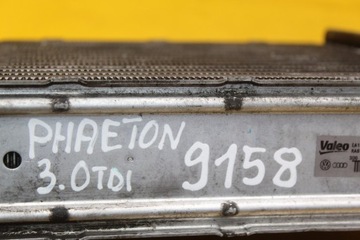 PHAETON
3.0TDI
9158
Valeo